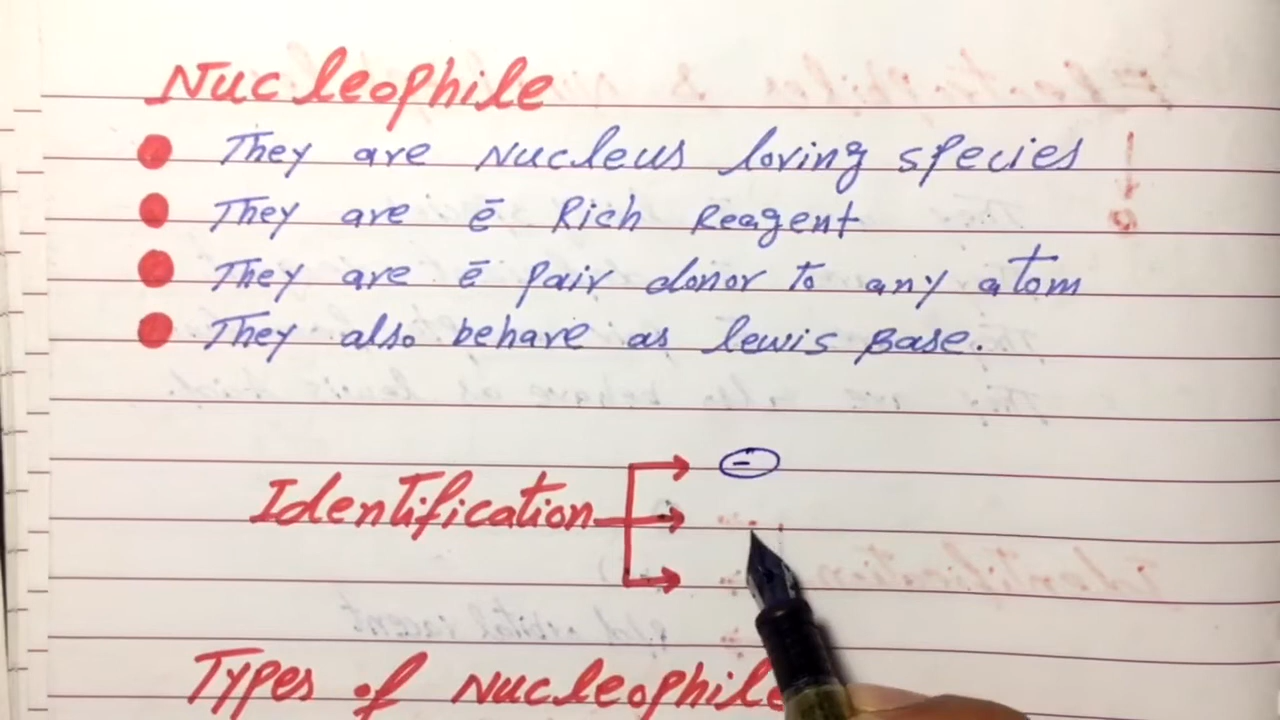 Nucleophile
They are Nucleus loving species
They are ē Rich Reagent
They are ē pair donor to any atom
They also behave as lewis Base.
Identification
-
Types of Nucleophile